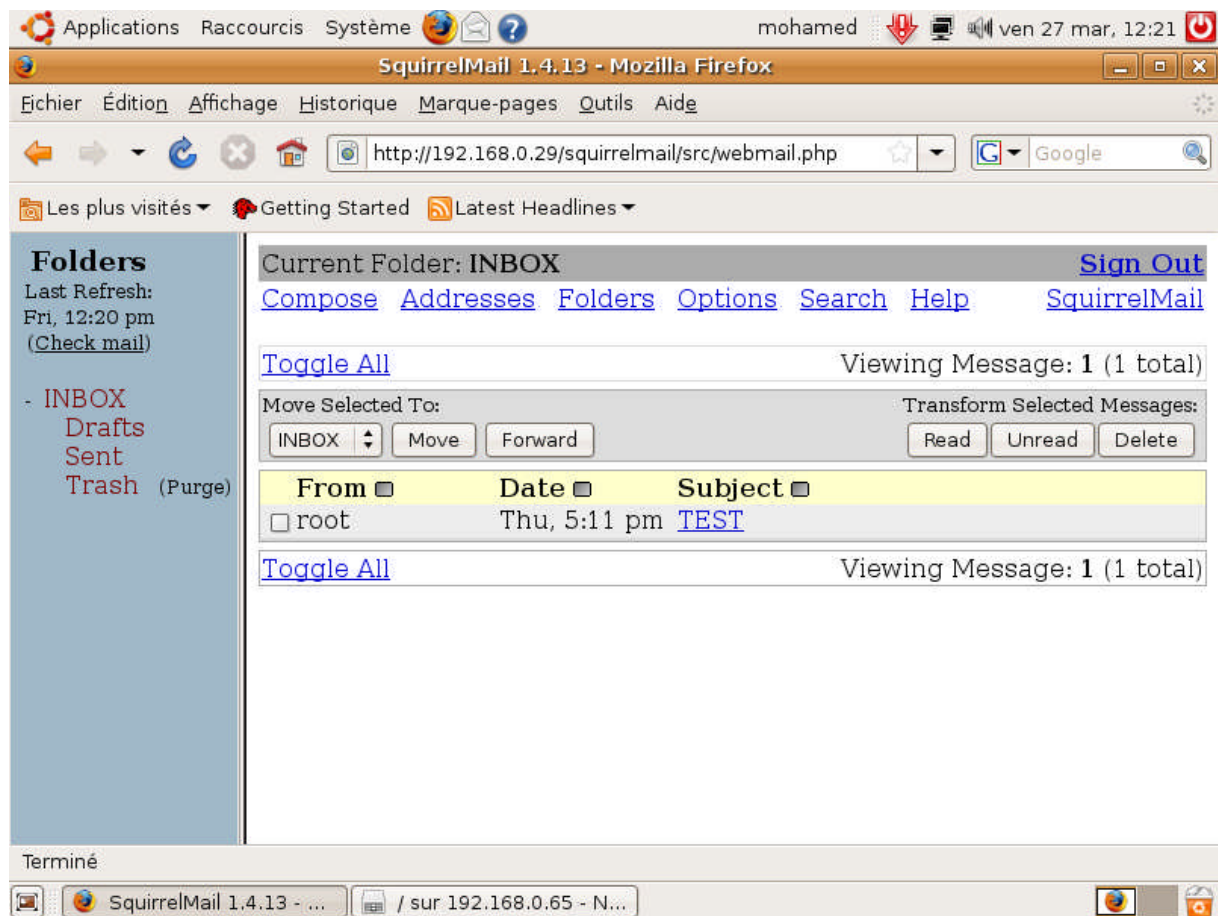 Applications Raccourcis Système mohamed ven 27 mar, 12:21
SquirrelMail 1.4.13 - Mozilla Firefox
Fichier Édition Affichage Historique Marque-pages Outils Aide
http://192.168.0.29/squirrelmail/src/webmail.php G Google
Les plus visités Getting Started Latest Headlines
Folders
Last Refresh:
Fri, 12:20 pm
(Check mail)
- INBOX
Drafts
Sent
Trash (Purge)
Current Folder: INBOX Sign Out
Compose Addresses Folders Options Search Help SquirrelMail
Toggle All Viewing Message: 1 (1 total)
Move Selected To: Transform Selected Messages:
INBOX Move Forward Read Unread Delete
From Date Subject
root Thu, 5:11 pm TEST
Toggle All Viewing Message: 1 (1 total)
Terminé
SquirrelMail 1.4.13 - ... / sur 192.168.0.65 - N...